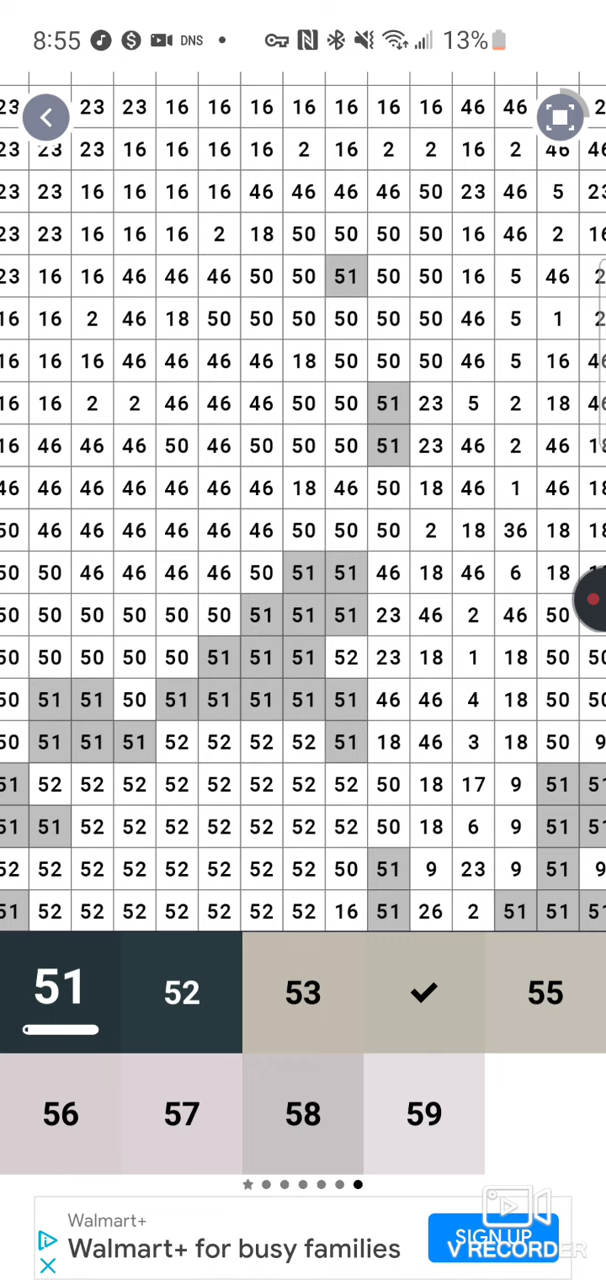 8:55 DNS 13%
23 23 23 16 16 16 16 16 16 16 46 46 2
23 23 23 16 16 16 16 2 16 2 2 16 2 46 46
23 23 16 16 16 16 46 46 46 46 50 23 46 5 23
23 23 16 16 16 2 18 50 50 50 50 16 46 2 16
23 16 16 46 46 46 50 50 51 50 50 16 5 46 2
16 16 2 46 18 50 50 50 50 50 50 46 5 1 2
16 16 16 46 46 46 46 18 50 50 50 46 5 16 46
16 16 2 2 46 46 46 50 50 51 23 5 2 18 46
16 46 46 46 50 46 50 50 50 51 23 46 2 46 18
46 46 46 46 46 46 46 18 46 50 18 46 1 46 18
50 46 46 46 46 46 46 50 50 50 2 18 36 18 18
50 50 46 46 46 46 50 51 51 46 18 46 6 18
50 50 50 50 50 50 51 51 51 23 46 2 46 50
50 50 50 50 50 51 51 51 52 23 18 1 18 50 50
50 51 51 50 51 51 51 51 51 46 46 4 18 50 50
50 51 51 51 52 52 52 52 51 18 46 3 18 50 9
51 52 52 52 52 52 52 52 52 50 18 17 9 51 51
51 51 52 52 52 52 52 52 52 50 18 6 9 51 51
52 52 52 52 52 52 52 52 50 51 9 23 9 51 9
51 52 52 52 52 52 52 52 16 51 26 2 51 51 51
51 52 53 55
56 57 58 59
Walmart+
Walmart+ for busy families
SIGN UP
V RECORDER